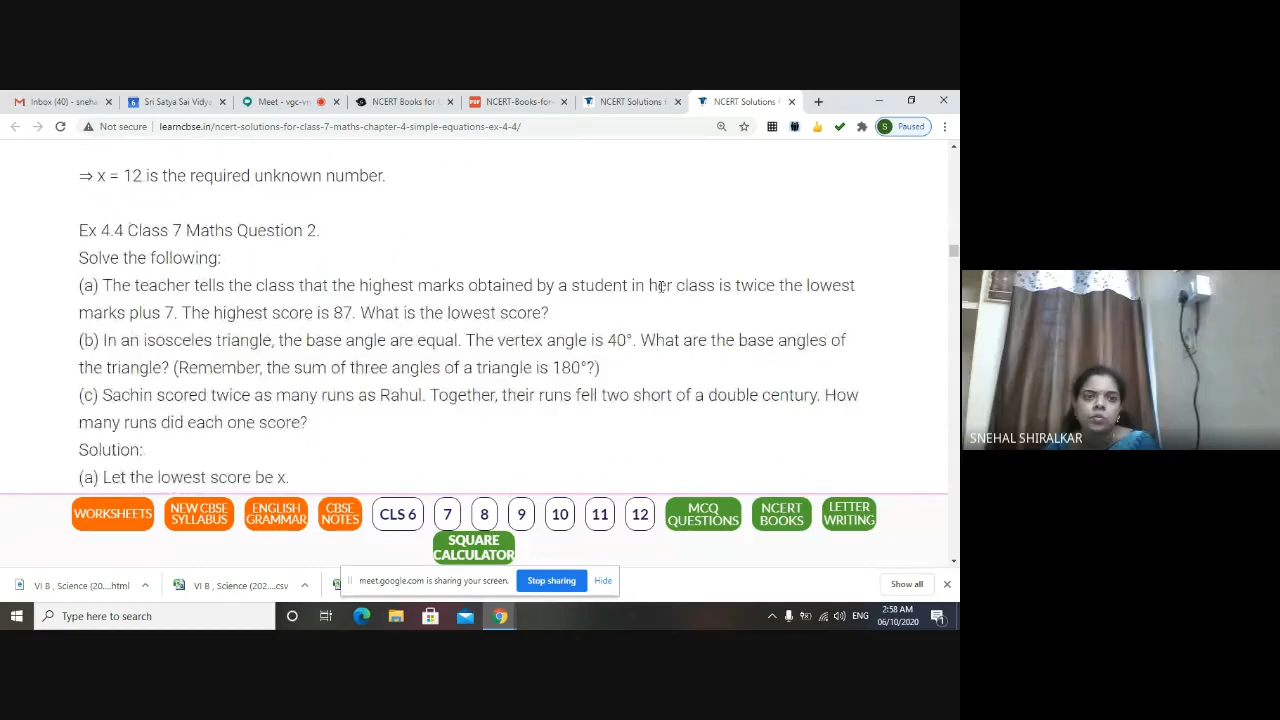 Inbox (40) - sneha
Sri Satya Sai Vidya
Meet - vgc-vn
NCERT Books for
NCERT-Books-for-
NCERT Solutions
NCERT Solutions
Not secure
learncbse.in/ncert-solutions-for-class-7-maths-chapter-4-simple-equations-ex-4-4/
S Paused
⇒ x = 12 is the required unknown number.
Ex 4.4 Class 7 Maths Question 2.
Solve the following:
(a) The teacher tells the class that the highest marks obtained by a student in her class is twice the lowest
marks plus 7. The highest score is 87. What is the lowest score?
(b) In an isosceles triangle, the base angle are equal. The vertex angle is 40°. What are the base angles of
the triangle? (Remember, the sum of three angles of a triangle is 180°?)
(c) Sachin scored twice as many runs as Rahul. Together, their runs fell two short of a double century. How
many runs did each one score?
Solution:
(a) Let the lowest score be x.
SNEHAL SHIRALKAR
WORKSHEETS
NEW CBSE
SYLLABUS
ENGLISH
GRAMMAR
CBSE
NOTES
CLS 6
7
8
9
10
11
12
MCQ
QUESTIONS
NCERT
BOOKS
LETTER
WRITING
SQUARE
CALCULATOR
VI B , Science (20....html
VI B , Science (202....csv
meet.google.com is sharing your screen.
Stop sharing
Hide
Show all
Type here to search
ENG
2:58 AM
06/10/2020